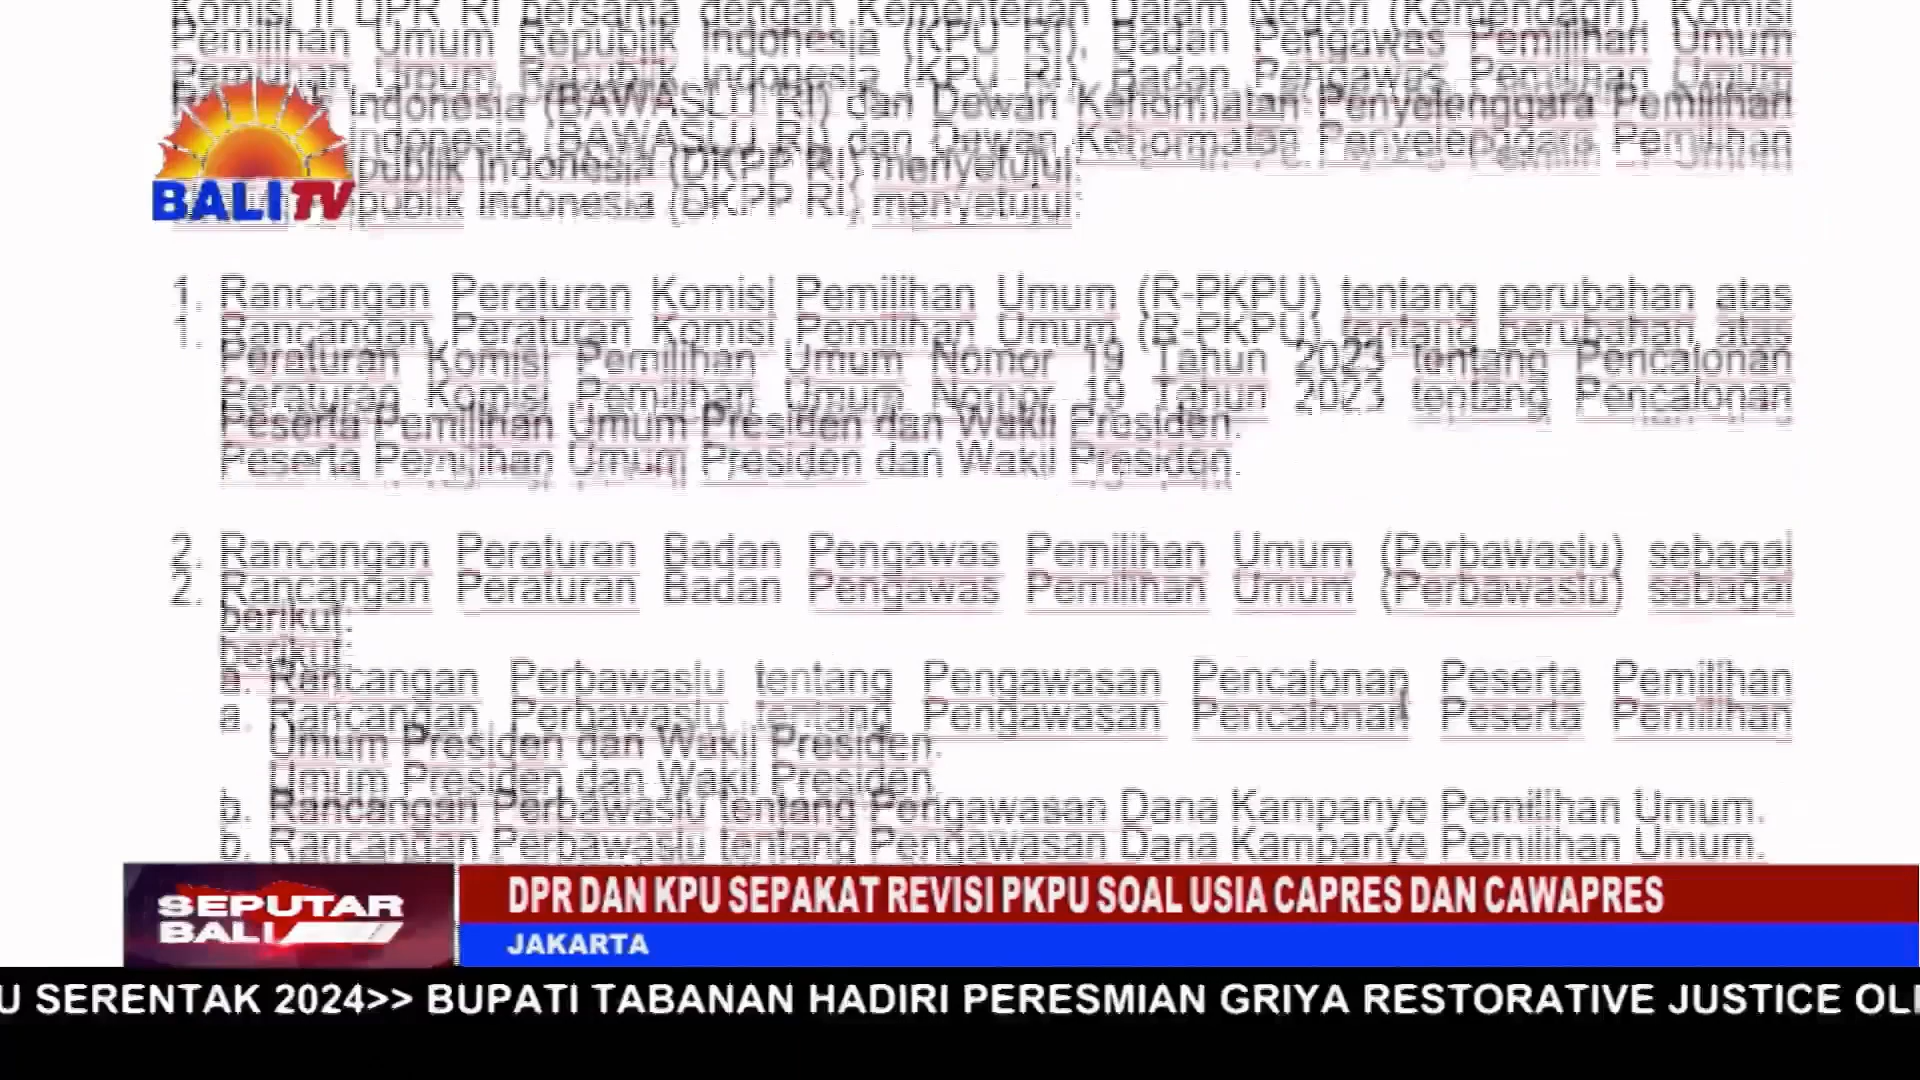 Komisi II DPR RI bersama dengan Kementerian Dalam Negeri (Kemendagri), Komisi
Pemilihan Umum Republik Indonesia (KPU RI), Badan Pengawas Pemilihan Umum
Indonesia (BAWASLU RI) dan Dewan Kehormatan Penyelenggara Pemilihan
publik Indonesia (DKPP RI) menyetujui:
BALI TV
1. Rancangan Peraturan Komisi Pemilihan Umum (R-PKPU) tentang perubahan atas
Peraturan Komisi Pemilihan Umum Nomor 19 Tahun 2023 tentang Pencalonan
Peserta Pemilihan Umum Presiden dan Wakil Presiden.
2. Rancangan Peraturan Badan Pengawas Pemilihan Umum (Perbawaslu) sebagai
berikut:
a. Rancangan Perbawaslu tentang Pengawasan Pencalonan Peserta Pemilihan
Umum Presiden dan Wakil Presiden.
b. Rancangan Perbawaslu tentang Pengawasan Dana Kampanye Pemilihan Umum.
SEPUTAR
BALI
DPR DAN KPU SEPAKAT REVISI PKPU SOAL USIA CAPRES DAN CAWAPRES
JAKARTA
U SERENTAK 2024>> BUPATI TABANAN HADIRI PERESMIAN GRIYA RESTORATIVE JUSTICE OL